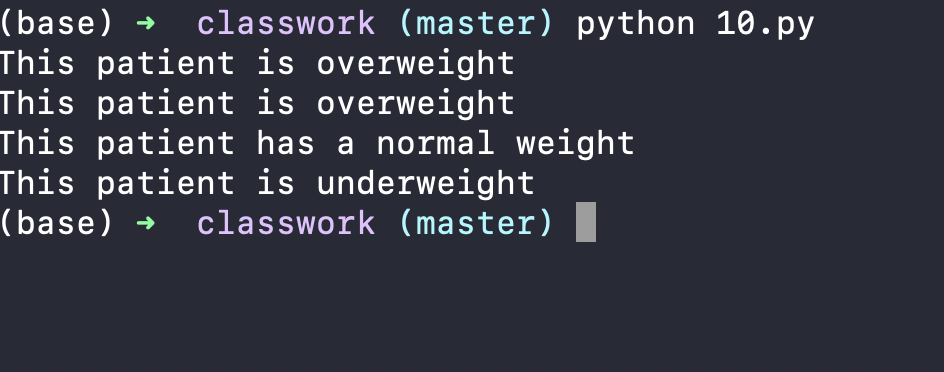 (base) ➜ classwork (master) python 10.py
This patient is overweight
This patient is overweight
This patient has a normal weight
This patient is underweight
(base) ➜ classwork (master)